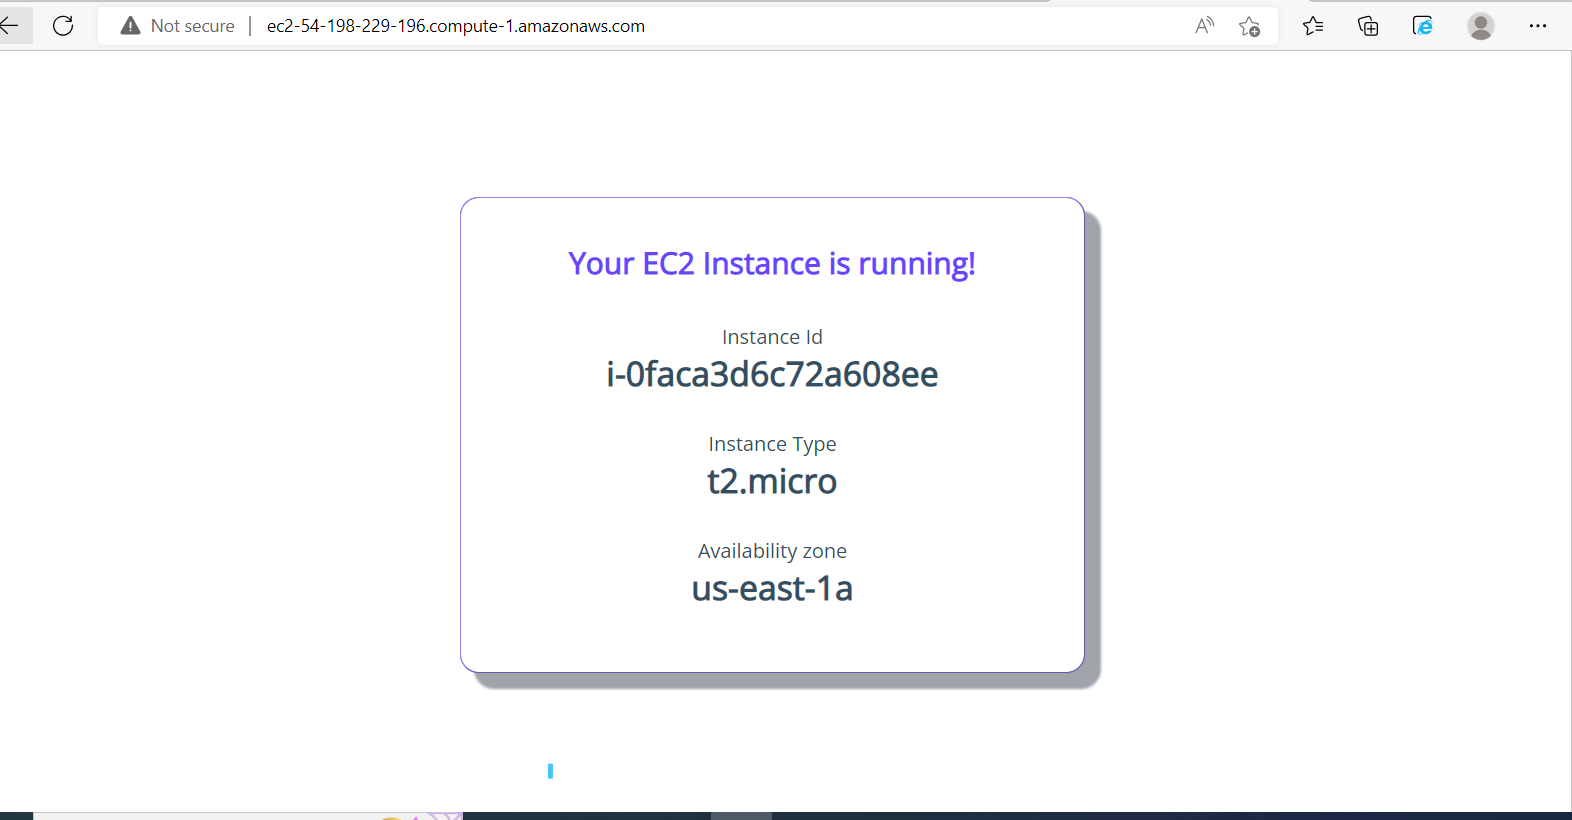 Not secure | ec2-54-198-229-196.compute-1.amazonaws.com
Your EC2 Instance is running!
Instance Id
i-0faca3d6c72a608ee
Instance Type
t2.micro
Availability zone
us-east-1a